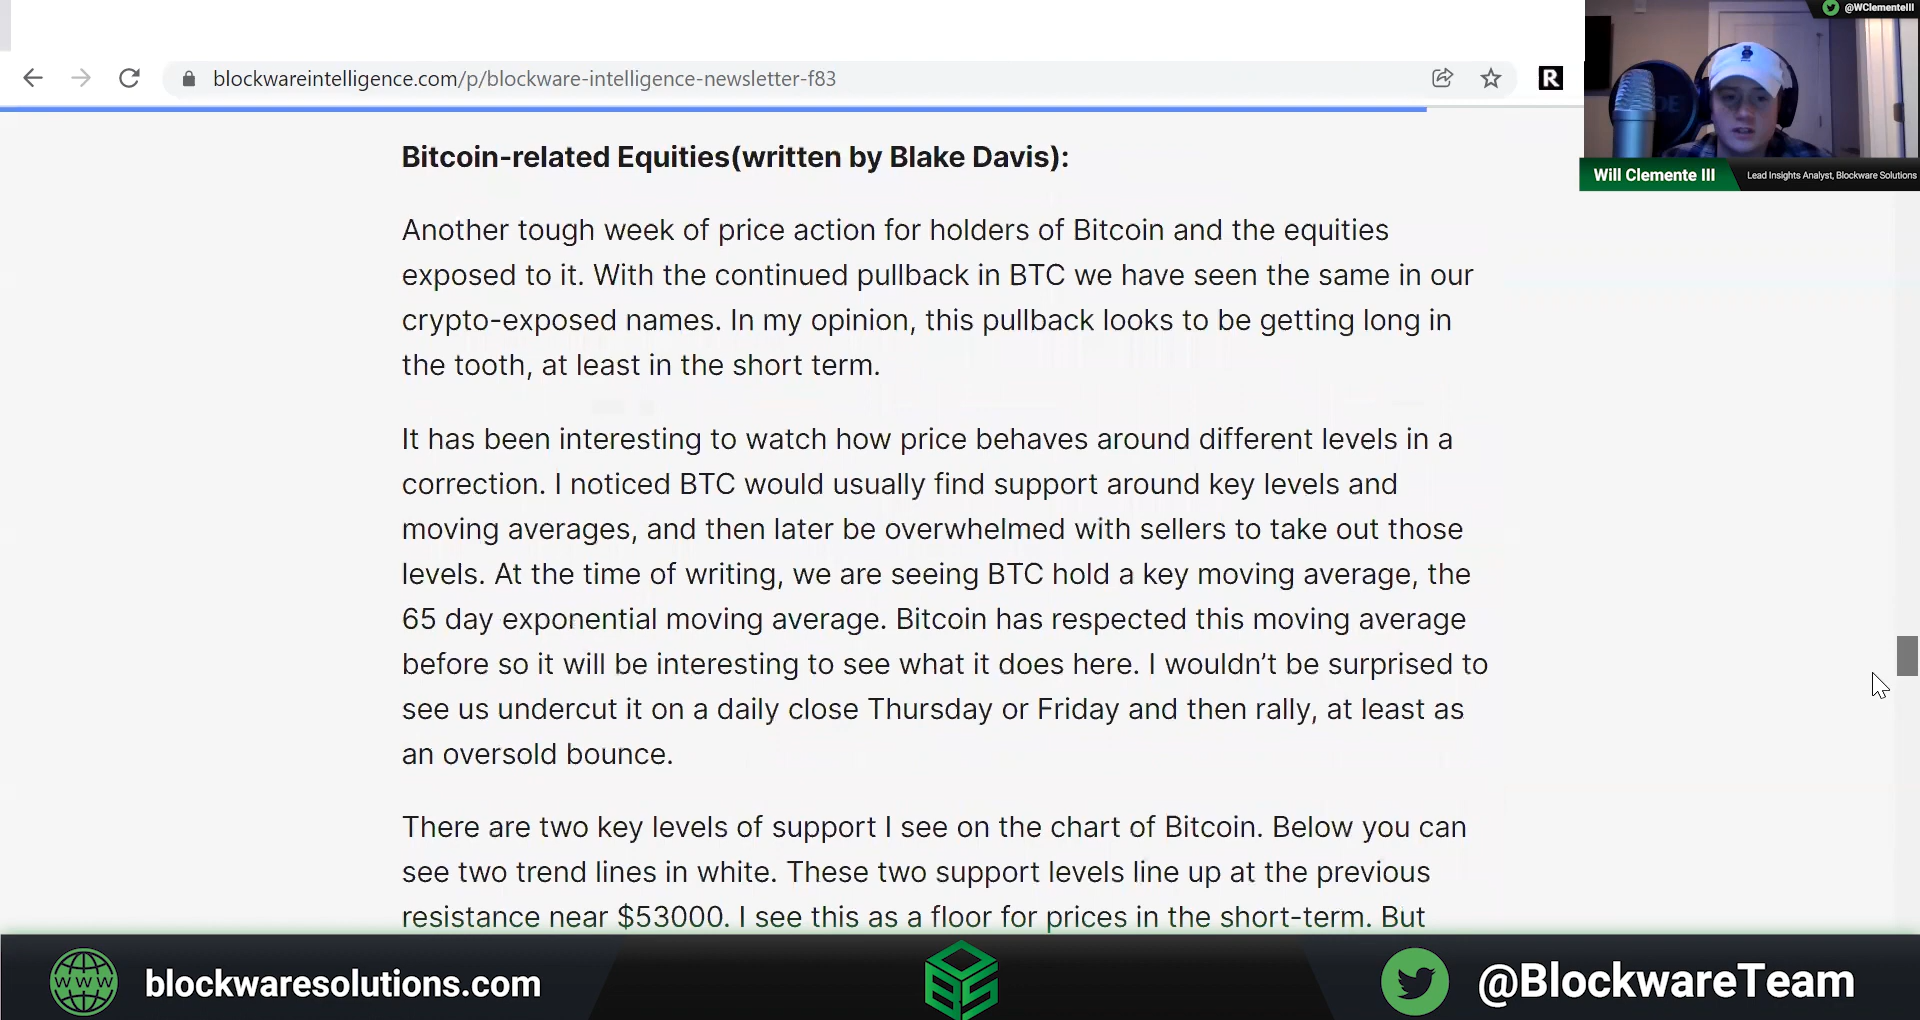 @WClementeIII
blockwareintelligence.com/p/blockware-intelligence-newsletter-f83
R
Will Clemente III
Lead Insights Analyst, Blockware Solutions
Bitcoin-related Equities(written by Blake Davis):
Another tough week of price action for holders of Bitcoin and the equities
exposed to it. With the continued pullback in BTC we have seen the same in our
crypto-exposed names. In my opinion, this pullback looks to be getting long in
the tooth, at least in the short term.
It has been interesting to watch how price behaves around different levels in a
correction. I noticed BTC would usually find support around key levels and
moving averages, and then later be overwhelmed with sellers to take out those
levels. At the time of writing, we are seeing BTC hold a key moving average, the
65 day exponential moving average. Bitcoin has respected this moving average
before so it will be interesting to see what it does here. I wouldn’t be surprised to
see us undercut it on a daily close Thursday or Friday and then rally, at least as
an oversold bounce.
There are two key levels of support I see on the chart of Bitcoin. Below you can
see two trend lines in white. These two support levels line up at the previous
resistance near $53000. I see this as a floor for prices in the short-term. But
WWW
blockwaresolutions.com
@BlockwareTeam